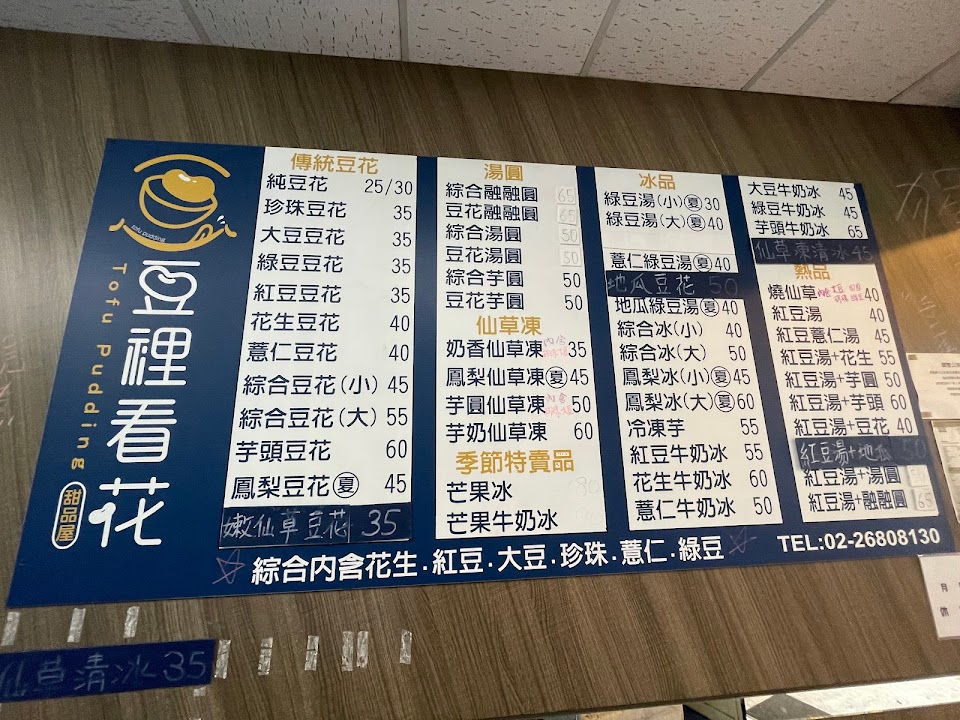 tofu pudding
豆裡看花
Tofu Pudding
甜品屋
傳統豆花
純豆花 25/30
珍珠豆花 35
大豆豆花 35
綠豆豆花 35
紅豆豆花 35
花生豆花 40
薏仁豆花 40
綜合豆花(小) 45
綜合豆花(大) 55
芋頭豆花 60
鳳梨豆花 夏 45
嫩仙草豆花 35
湯圓
綜合融融圓 65
豆花融融圓 65
綜合湯圓 50
豆花湯圓 50
綜合芋圓 50
豆花芋圓 50
仙草凍
奶香仙草凍 35
鳳梨仙草凍 夏 45
芋圓仙草凍 50
芋奶仙草凍 60
季節特賣品
芒果冰 80
芒果牛奶冰
冰品
綠豆湯(小) 夏 30
綠豆湯(大) 夏 40
薏仁綠豆湯 夏 40
地瓜豆花 50
地瓜綠豆湯 夏 40
綜合冰(小) 40
綜合冰(大) 50
鳳梨冰(小) 夏 45
鳳梨冰(大) 夏 60
冷凍芋 55
紅豆牛奶冰 55
花生牛奶冰 60
薏仁牛奶冰 50
大豆牛奶冰 45
綠豆牛奶冰 45
芋頭牛奶冰 65
仙草凍清冰 45
熱品
燒仙草 40
紅豆湯 40
紅豆薏仁湯 45
紅豆湯+花生 55
紅豆湯+芋圓 50
紅豆湯+芋頭 60
紅豆湯+豆花 40
紅豆湯+地瓜 50
紅豆湯+湯圓 50
紅豆湯+融融圓 65
綜合內含花生.紅豆.大豆.珍珠.薏仁.綠豆
TEL:02-26808130
仙草清冰35